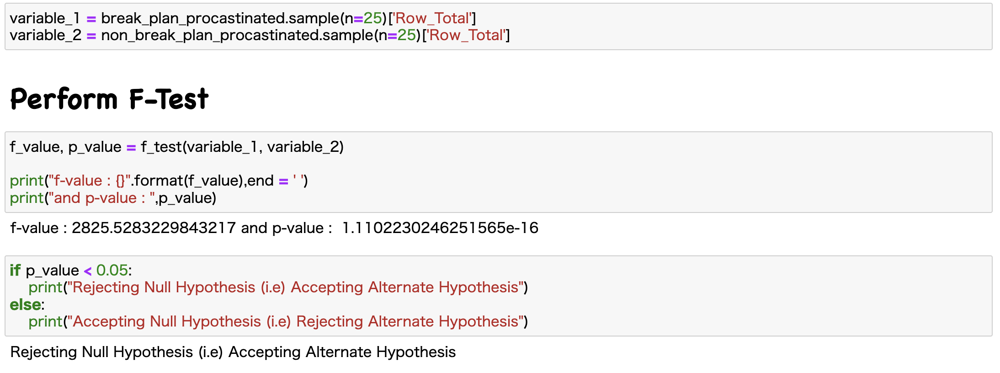 variable_1 = break_plan_procastinated.sample(n=25)['Row_Total']
variable_2 = non_break_plan_procastinated.sample(n=25)['Row_Total']
Perform F-Test
f_value, p_value = f_test(variable_1, variable_2)
print("f-value : {}".format(f_value),end = ' ')
print("and p-value : ",p_value)
f-value : 2825.5283229843217 and p-value :  1.1102230246251565e-16
if p_value < 0.05:
    print("Rejecting Null Hypothesis (i.e) Accepting Alternate Hypothesis")
else:
    print("Accepting Null Hypothesis (i.e) Rejecting Alternate Hypothesis")
Rejecting Null Hypothesis (i.e) Accepting Alternate Hypothesis